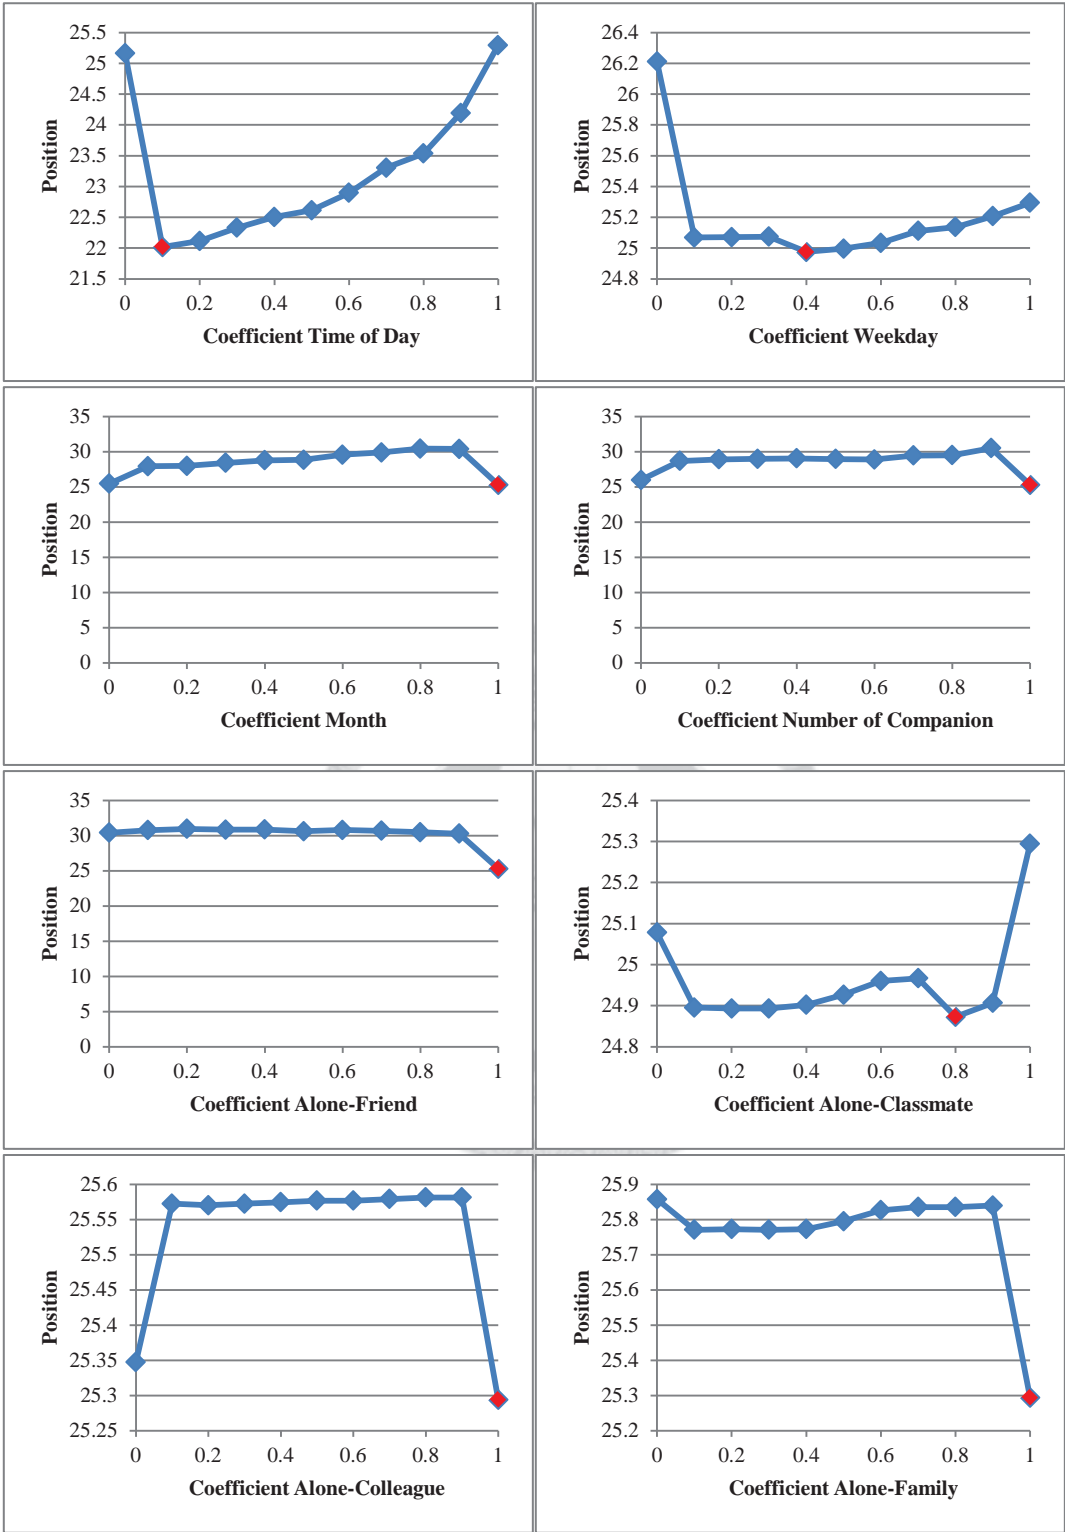 25.5
25
24.5
24
23.5
23
22.5
22
21.5
Position
0 0.2 0.4 0.6 0.8 1
Coefficient Time of Day
26.4
26.2
26
25.8
25.6
25.4
25.2
25
24.8
Position
0 0.2 0.4 0.6 0.8 1
Coefficient Weekday
35
30
25
20
15
10
5
0
Position
0 0.2 0.4 0.6 0.8 1
Coefficient Month
35
30
25
20
15
10
5
0
Position
0 0.2 0.4 0.6 0.8 1
Coefficient Number of Companion
35
30
25
20
15
10
5
0
Position
0 0.2 0.4 0.6 0.8 1
Coefficient Alone-Friend
25.4
25.3
25.2
25.1
25
24.9
24.8
Position
0 0.2 0.4 0.6 0.8 1
Coefficient Alone-Classmate
25.6
25.55
25.5
25.45
25.4
25.35
25.3
25.25
Position
0 0.2 0.4 0.6 0.8 1
Coefficient Alone-Colleague
25.9
25.8
25.7
25.6
25.5
25.4
25.3
25.2
Position
0 0.2 0.4 0.6 0.8 1
Coefficient Alone-Family